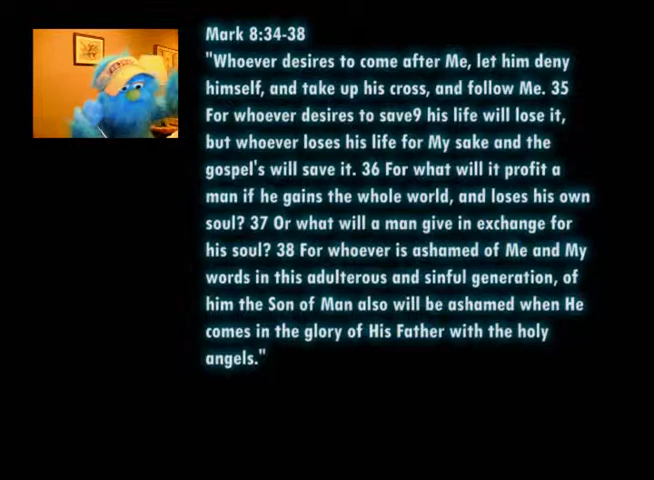 Mark 8:34-38
"Whoever desires to come after Me, let him deny
himself, and take up his cross, and follow Me. 35
For whoever desires to save9 his life will lose it,
but whoever loses his life for My sake and the
gospel's will save it. 36 For what will it profit a
man if he gains the whole world, and loses his own
soul? 37 Or what will a man give in exchange for
his soul? 38 For whoever is ashamed of Me and My
words in this adulterous and sinful generation, of
him the Son of Man also will be ashamed when He
comes in the glory of His Father with the holy
angels."